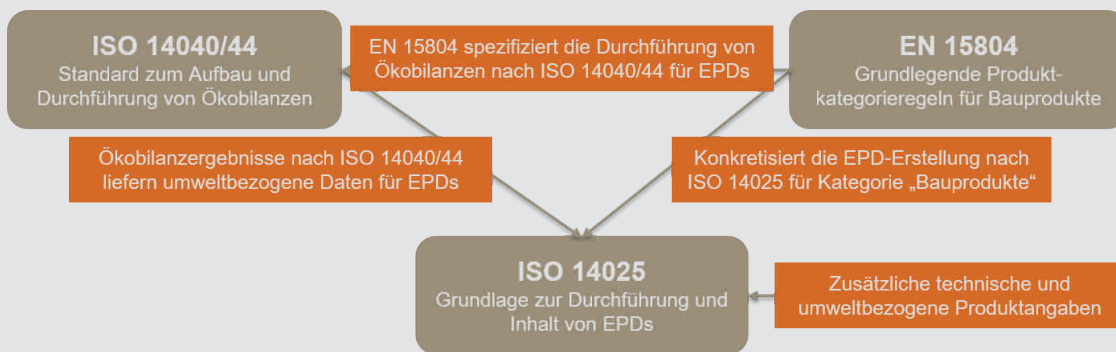 ISO 14040/44
Standard zum Aufbau und
Durchführung von Ökobilanzen
EN 15804 spezifiziert die Durchführung von
Ökobilanzen nach ISO 14040/44 für EPDs
EN 15804
Grundlegende Produkt-
kategorieregeln für Bauprodukte
Ökobilanzergebnisse nach ISO 14040/44
liefern umweltbezogene Daten für EPDs
Konkretisiert die EPD-Erstellung nach
ISO 14025 für Kategorie „Bauprodukte“
ISO 14025
Grundlage zur Durchführung und
Inhalt von EPDs
Zusätzliche technische und
umweltbezogene Produktangaben